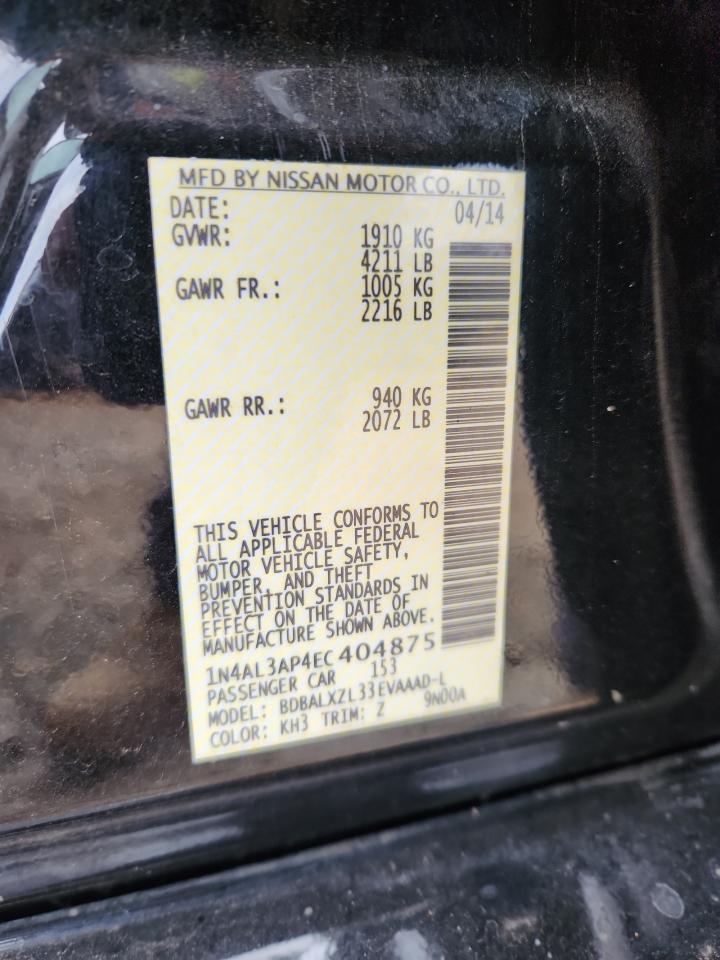 MFD BY NISSAN MOTOR CO., LTD.
DATE: 04/14
GVWR: 1910 KG
4211 LB
GAWR FR.: 1005 KG
2216 LB
GAWR RR.: 940 KG
2072 LB
THIS VEHICLE CONFORMS TO
ALL APPLICABLE FEDERAL
MOTOR VEHICLE SAFETY,
BUMPER, AND THEFT
PREVENTION STANDARDS IN
EFFECT ON THE DATE OF
MANUFACTURE SHOWN ABOVE.
1N4AL3AP4EC404875
PASSENGER CAR 153
MODEL: BDBALXZL33EVAAAD-L
COLOR: KH3 TRIM: Z 9N00A